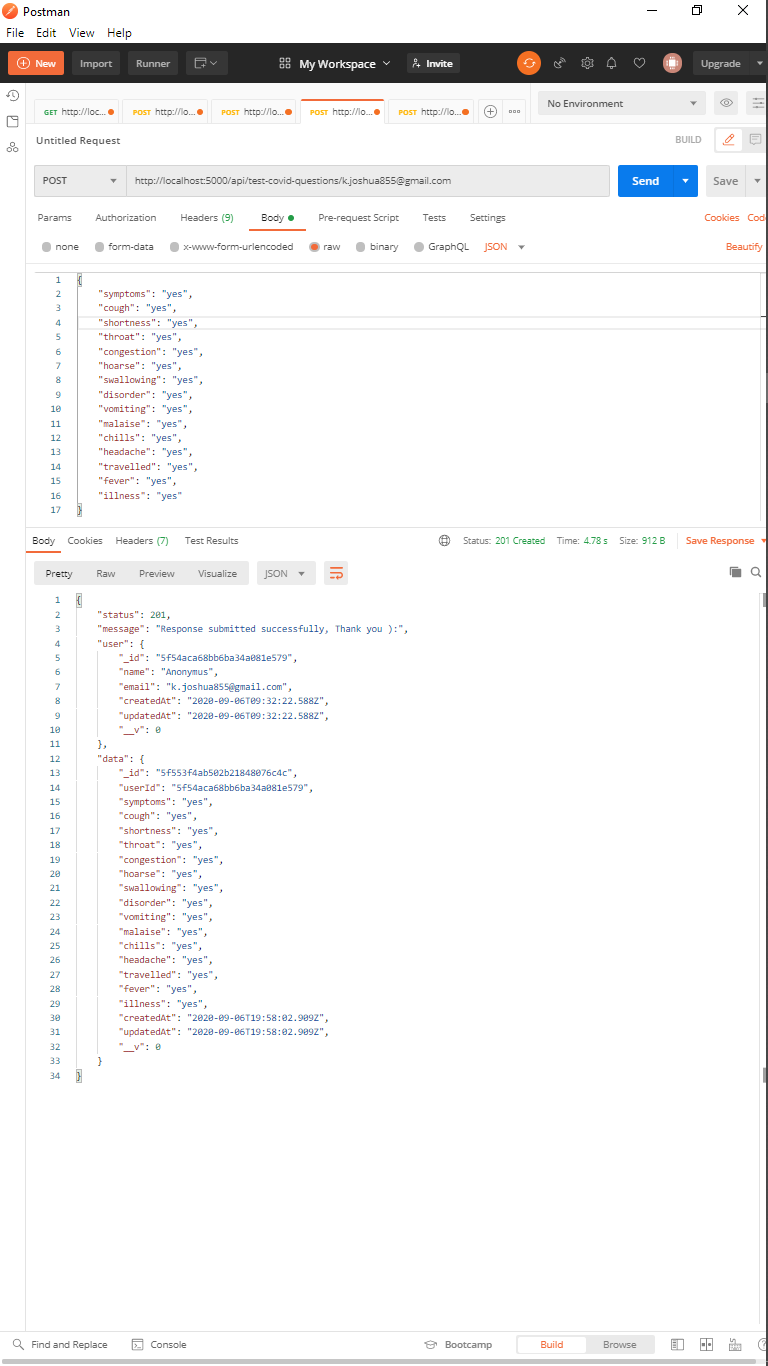 Postman
File Edit View Help
New Import Runner My Workspace Invite Upgrade
GET http://loc... POST http://lo... POST http://lo... POST http://lo... POST http://lo... No Environment
Untitled Request BUILD
POST http://localhost:5000/api/test-covid-questions/k.joshua855@gmail.com Send Save
Params Authorization Headers (9) Body Pre-request Script Tests Settings Cookies Cod
none form-data x-www-form-urlencoded raw binary GraphQL JSON Beautify
1 {
2 "symptoms": "yes",
3 "cough": "yes",
4 "shortness": "yes",
5 "throat": "yes",
6 "congestion": "yes",
7 "hoarse": "yes",
8 "swallowing": "yes",
9 "disorder": "yes",
10 "vomiting": "yes",
11 "malaise": "yes",
12 "chills": "yes",
13 "headache": "yes",
14 "travelled": "yes",
15 "fever": "yes",
16 "illness": "yes"
17 }
Body Cookies Headers (7) Test Results Status: 201 Created Time: 4.78 s Size: 912 B Save Response
Pretty Raw Preview Visualize JSON
1 {
2 "status": 201,
3 "message": "Response submitted successfully, Thank you ):",
4 "user": {
5 "_id": "5f54aca68bb6ba34a081e579",
6 "name": "Anonymus",
7 "email": "k.joshua855@gmail.com",
8 "createdAt": "2020-09-06T09:32:22.588Z",
9 "updatedAt": "2020-09-06T09:32:22.588Z",
10 "__v": 0
11 },
12 "data": {
13 "_id": "5f553f4ab502b21848076c4c",
14 "userId": "5f54aca68bb6ba34a081e579",
15 "symptoms": "yes",
16 "cough": "yes",
17 "shortness": "yes",
18 "throat": "yes",
19 "congestion": "yes",
20 "hoarse": "yes",
21 "swallowing": "yes",
22 "disorder": "yes",
23 "vomiting": "yes",
24 "malaise": "yes",
25 "chills": "yes",
26 "headache": "yes",
27 "travelled": "yes",
28 "fever": "yes",
29 "illness": "yes",
30 "createdAt": "2020-09-06T19:58:02.909Z",
31 "updatedAt": "2020-09-06T19:58:02.909Z",
32 "__v": 0
33 }
34 }
Find and Replace Console Bootcamp Build Browse